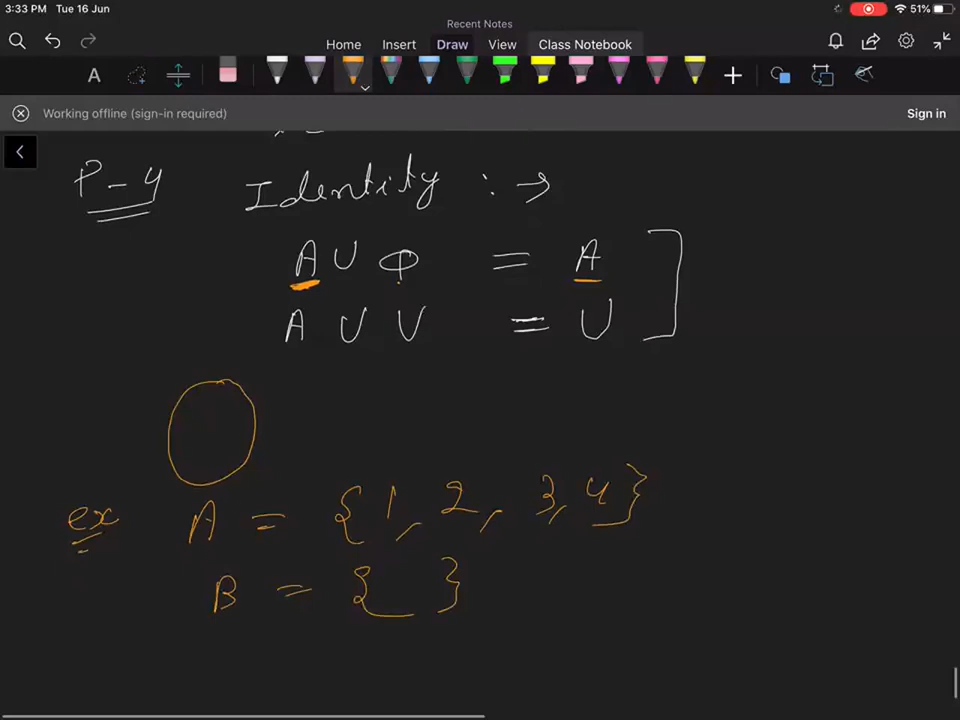 3:33 PM Tue 16 Jun
51%
Recent Notes
Home Insert Draw View Class Notebook
A
Working offline (sign-in required) Sign in
P-4 Identity :→
A ∪ Φ = A
A ∪ U = U
ex A = {1, 2, 3, 4}
B = { }